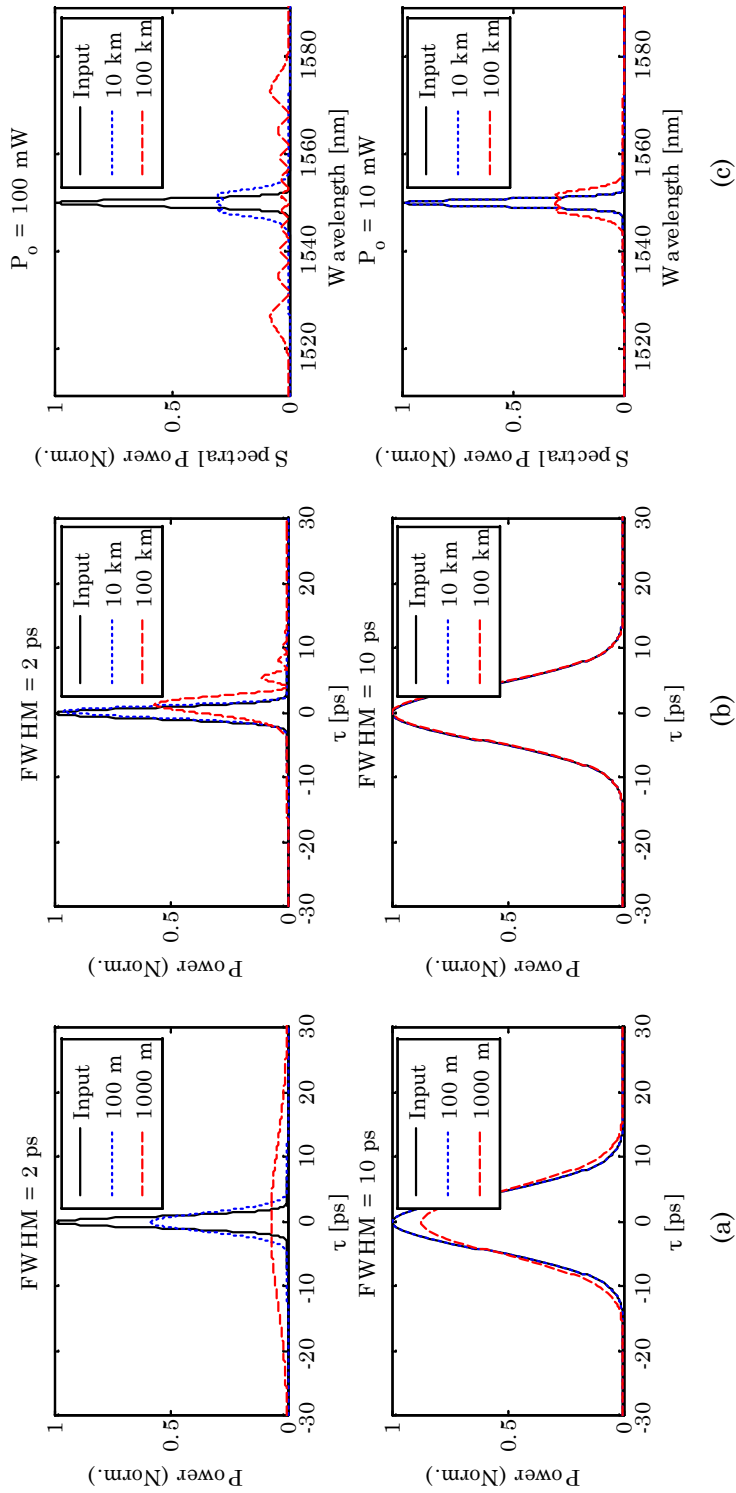 FWHM = 2 ps
Power (Norm.)
1
0.5
0
Input
100 m
1000 m
-30
-20
-10
0
10
20
30
τ [ps]
FWHM = 10 ps
Power (Norm.)
1
0.5
0
Input
100 m
1000 m
-30
-20
-10
0
10
20
30
τ [ps]
(a)
FWHM = 2 ps
Power (Norm.)
1
0.5
0
Input
10 km
100 km
-30
-20
-10
0
10
20
30
τ [ps]
FWHM = 10 ps
Power (Norm.)
1
0.5
0
Input
10 km
100 km
-30
-20
-10
0
10
20
30
τ [ps]
(b)
P_o = 100 mW
Spectral Power (Norm.)
1
0.5
0
Input
10 km
100 km
1520
1540
1560
1580
Wavelength [nm]
P_o = 10 mW
Spectral Power (Norm.)
1
0.5
0
Input
10 km
100 km
1520
1540
1560
1580
Wavelength [nm]
(c)